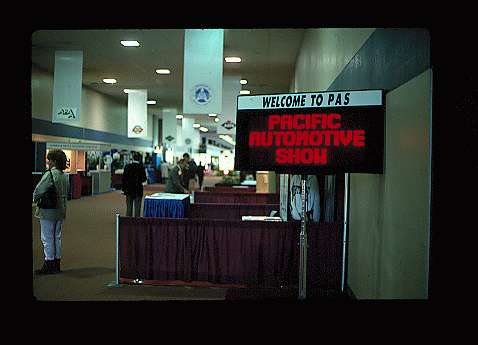 WELCOME TO PAS
PACIFIC
AUTOMOTIVE
SHOW